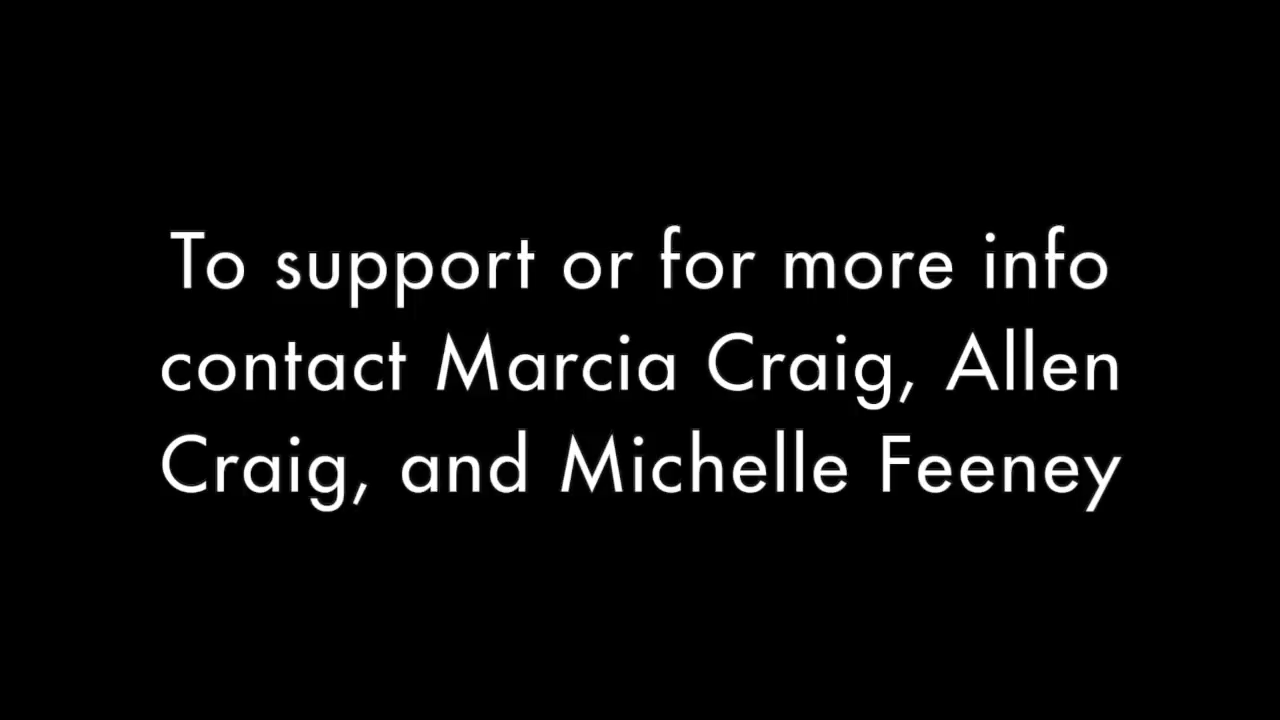 To support or for more info
contact Marcia Craig, Allen
Craig, and Michelle Feeney